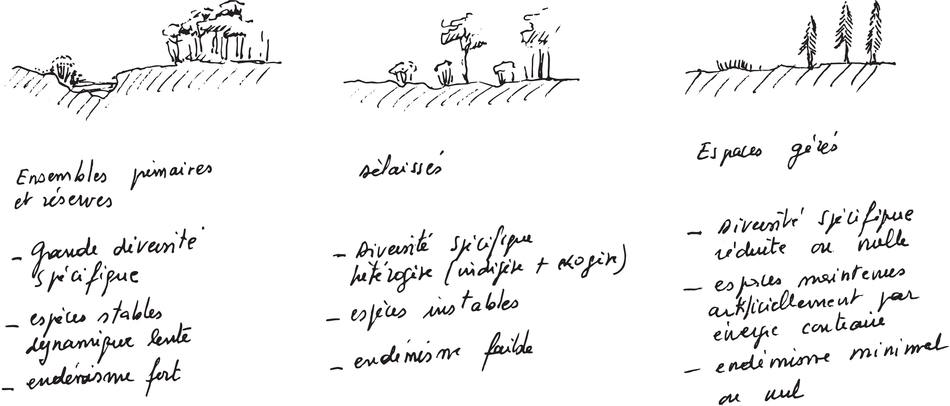 Ensembles primaires
et réserves
- grande diversité
spécifique
- espèces stables
dynamique lente
- endémisme fort
délaissés
- Diversité spécifique
hétérogène (indigène + exogène)
- espèces instables
- endémisme faible
Espaces gérés
- Diversité spécifique
réduite ou nulle
- espèces maintenues
artificiellement par
énergie contraire
- endémisme minimal
ou nul